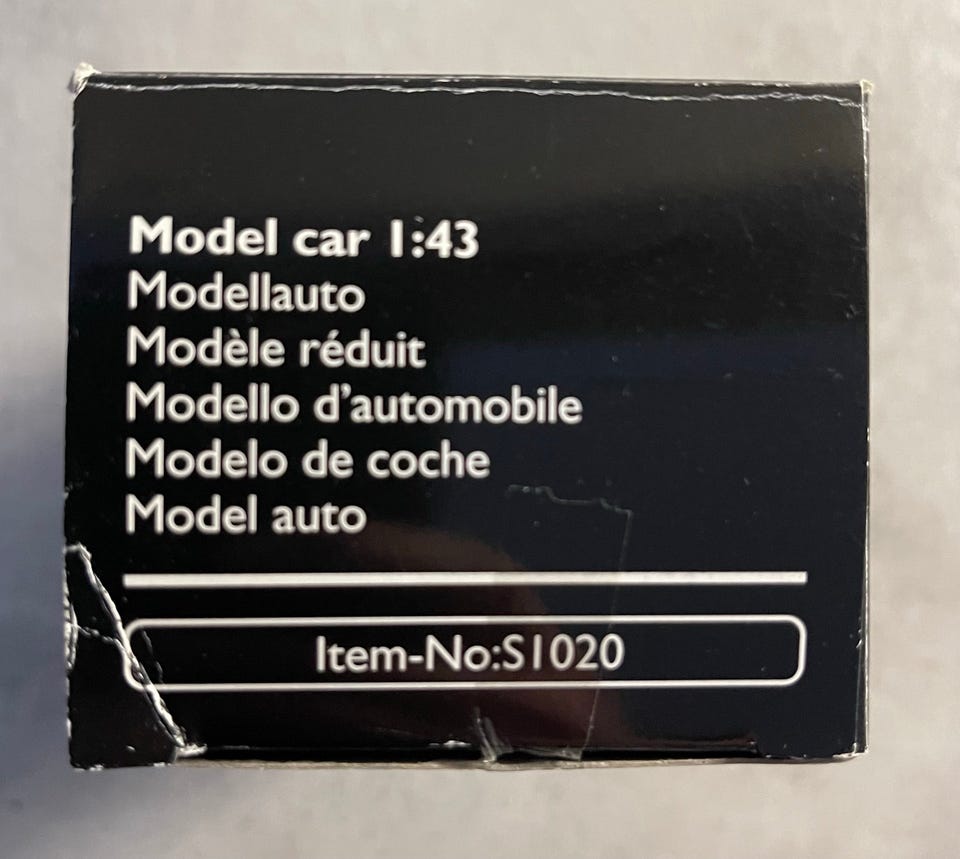 Model car 1:43
Modellauto
Modèle réduit
Modello d'automobile
Modelo de coche
Model auto
Item-No:S1020